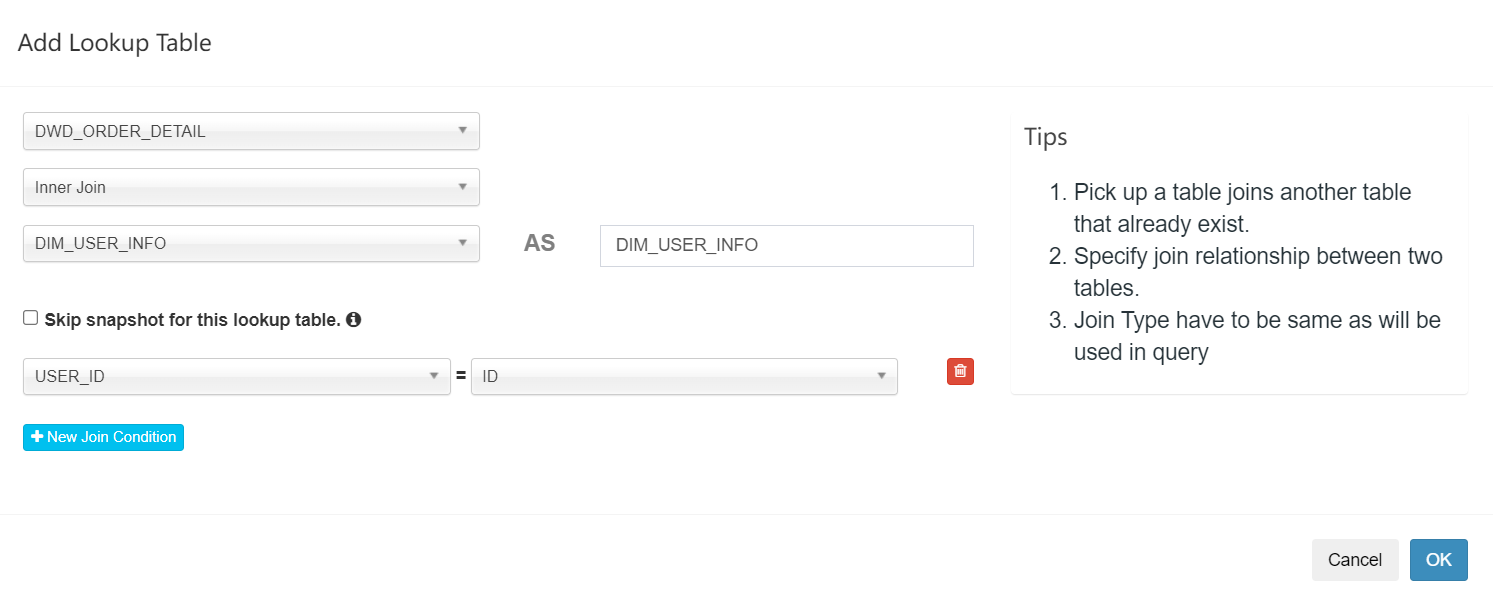 Add Lookup Table
DWD_ORDER_DETAIL
Inner Join
DIM_USER_INFO
AS
DIM_USER_INFO
Skip snapshot for this lookup table.
USER_ID
=
ID
New Join Condition
Tips
1. Pick up a table joins another table
that already exist.
2. Specify join relationship between two
tables.
3. Join Type have to be same as will be
used in query
Cancel
OK